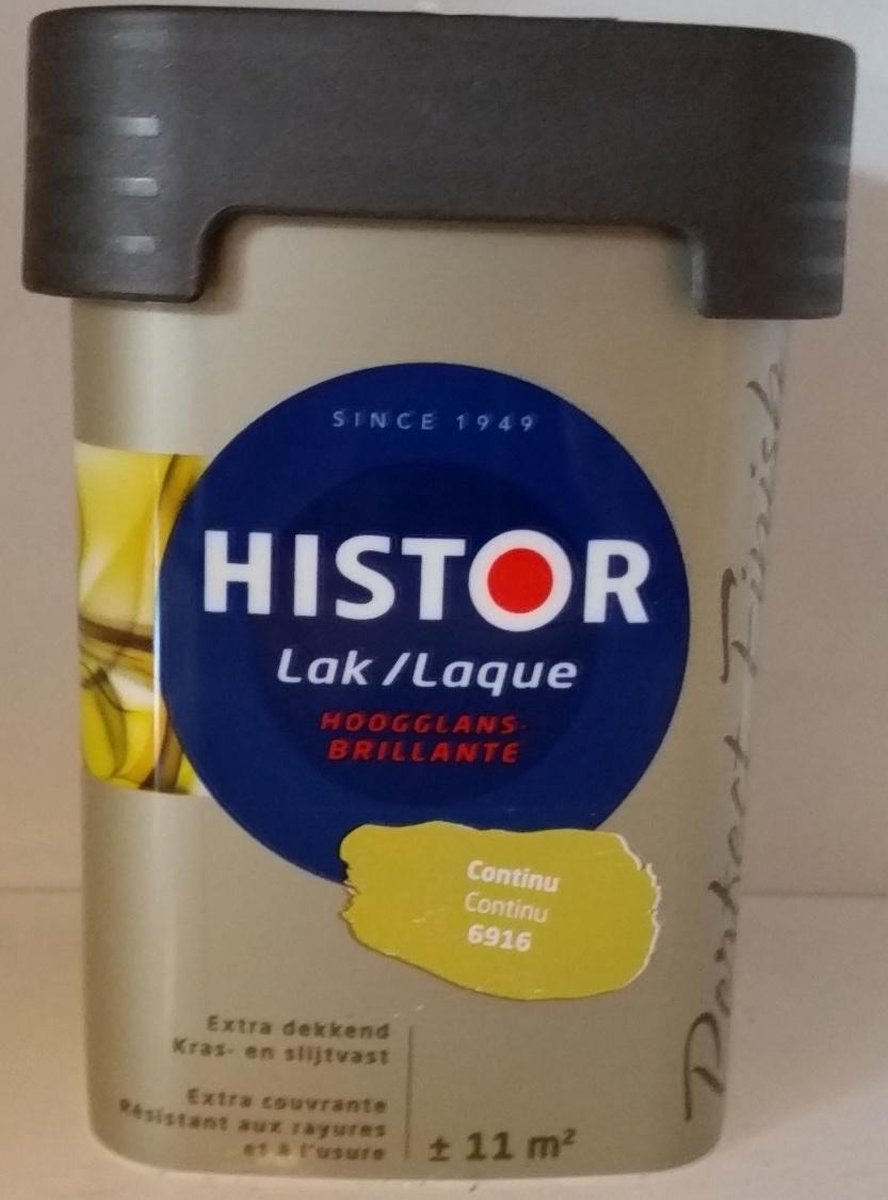 SINCE 1949
HISTOR
Lak/Laque
HOOGGLANS-
BRILLANTE
Continu
Continu
6916
Extra dekkend
Kras- en slijtvast
Extra couvrante
Résistant aux rayures
et à l'usure
± 11 m²
Perfect Finish